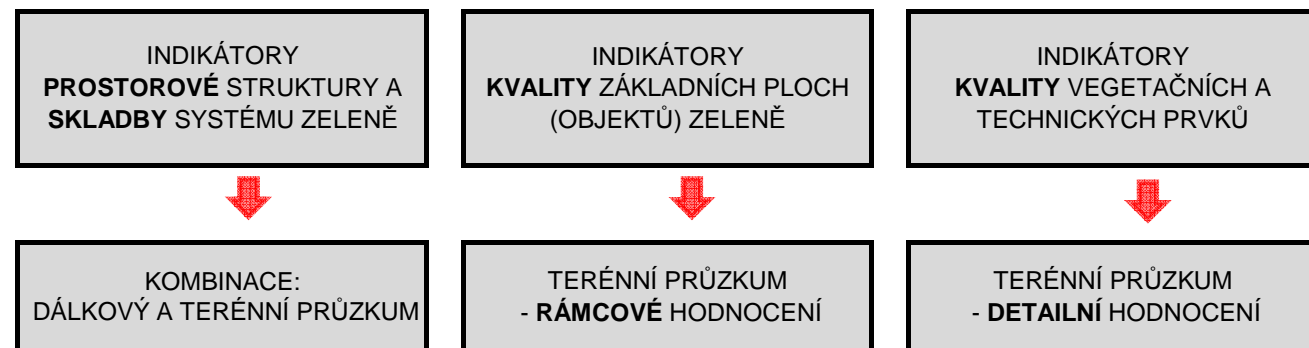 INDIKÁTORY
PROSTOROVÉ STRUKTURY A
SKLADBY SYSTÉMU ZELENĚ
INDIKÁTORY
KVALITY ZÁKLADNÍCH PLOCH
(OBJEKTŮ) ZELENĚ
INDIKÁTORY
KVALITY VEGETAČNÍCH A
TECHNICKÝCH PRVKŮ
KOMBINACE:
DÁLKOVÝ A TERÉNNÍ PRŮZKUM
TERÉNNÍ PRŮZKUM
- RÁMCOVÉ HODNOCENÍ
TERÉNNÍ PRŮZKUM
- DETAILNÍ HODNOCENÍ